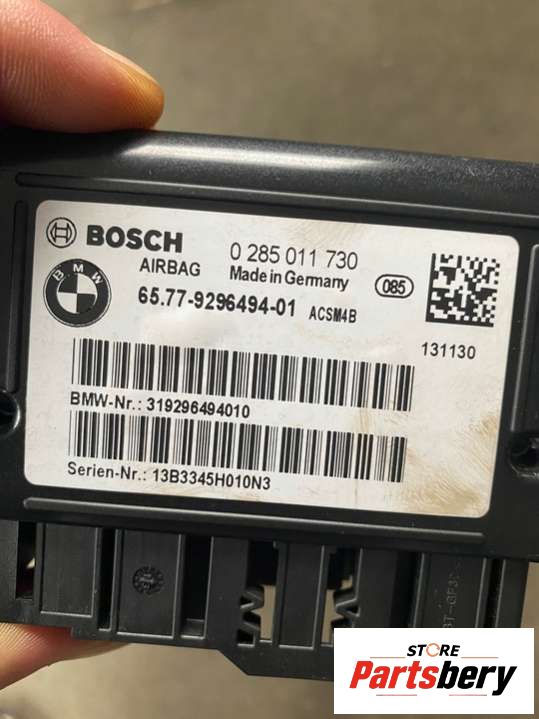 BOSCH 0 285 011 730
AIRBAG Made in Germany
BMW 65.77-9296494-01 ACSM4B 085
131130
BMW-Nr.: 319296494010
Serien-Nr.: 13B3345H010N3
STORE
Partsbery